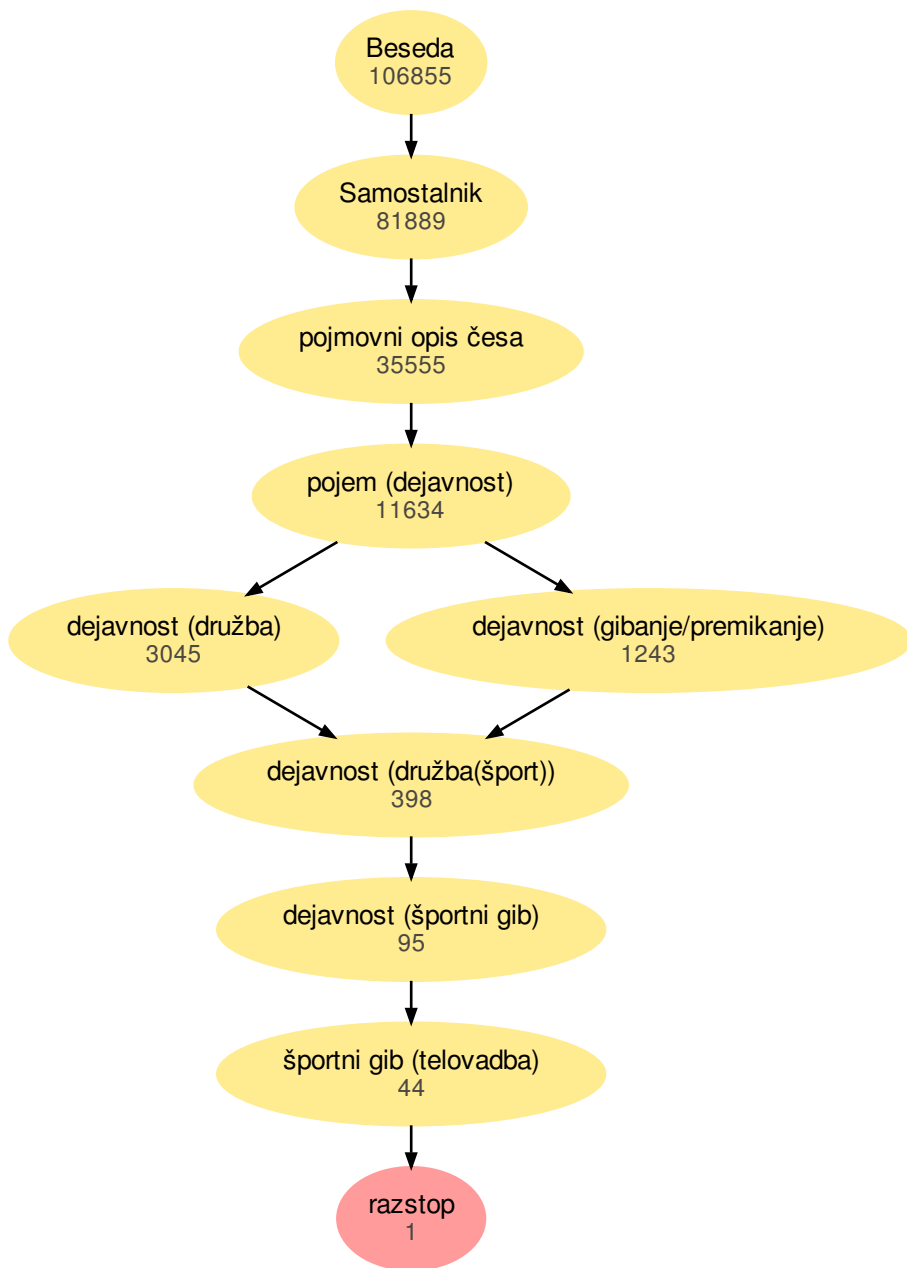 Beseda
106855
Samostalnik
81889
pojmovni opis česa
35555
pojem (dejavnost)
11634
dejavnost (družba)
3045
dejavnost (gibanje/premikanje)
1243
dejavnost (družba(šport))
398
dejavnost (športni gib)
95
športni gib (telovadba)
44
razstop
1